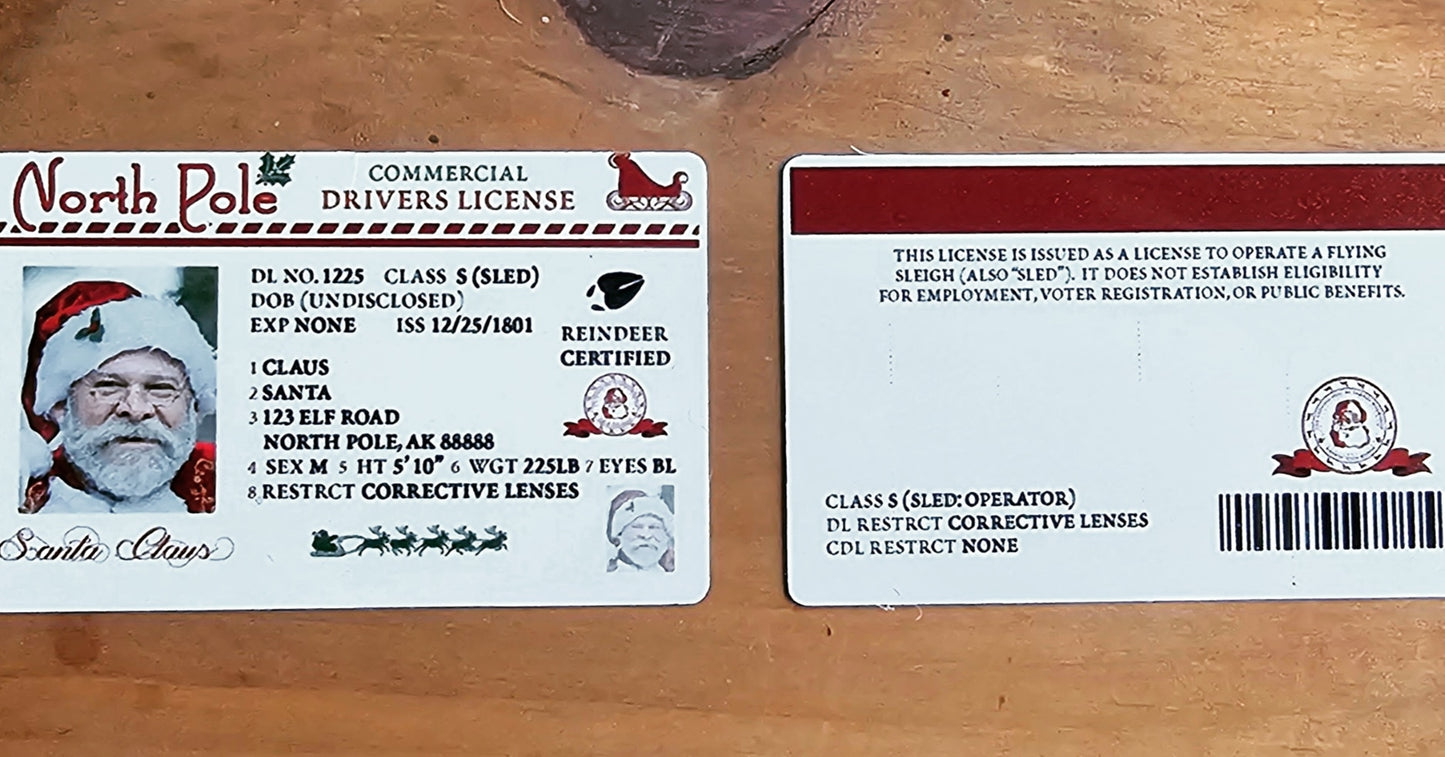 North Pole
COMMERCIAL
DRIVERS LICENSE
DL NO. 1225 CLASS S (SLED)
DOB (UNDISCLOSED)
EXP NONE ISS 12/25/1801
REINDEER
CERTIFIED
1 CLAUS
2 SANTA
3 123 ELF ROAD
NORTH POLE, AK 88888
4 SEX M 5 HT 5'10" 6 WGT 225LB 7 EYES BL
8 RESTRCT CORRECTIVE LENSES
Santa Claus
THIS LICENSE IS ISSUED AS A LICENSE TO OPERATE A FLYING
SLEIGH (ALSO "SLED"). IT DOES NOT ESTABLISH ELIGIBILITY
FOR EMPLOYMENT, VOTER REGISTRATION, OR PUBLIC BENEFITS.
CLASS S (SLED: OPERATOR)
DL RESTRCT CORRECTIVE LENSES
CDL RESTRCT NONE